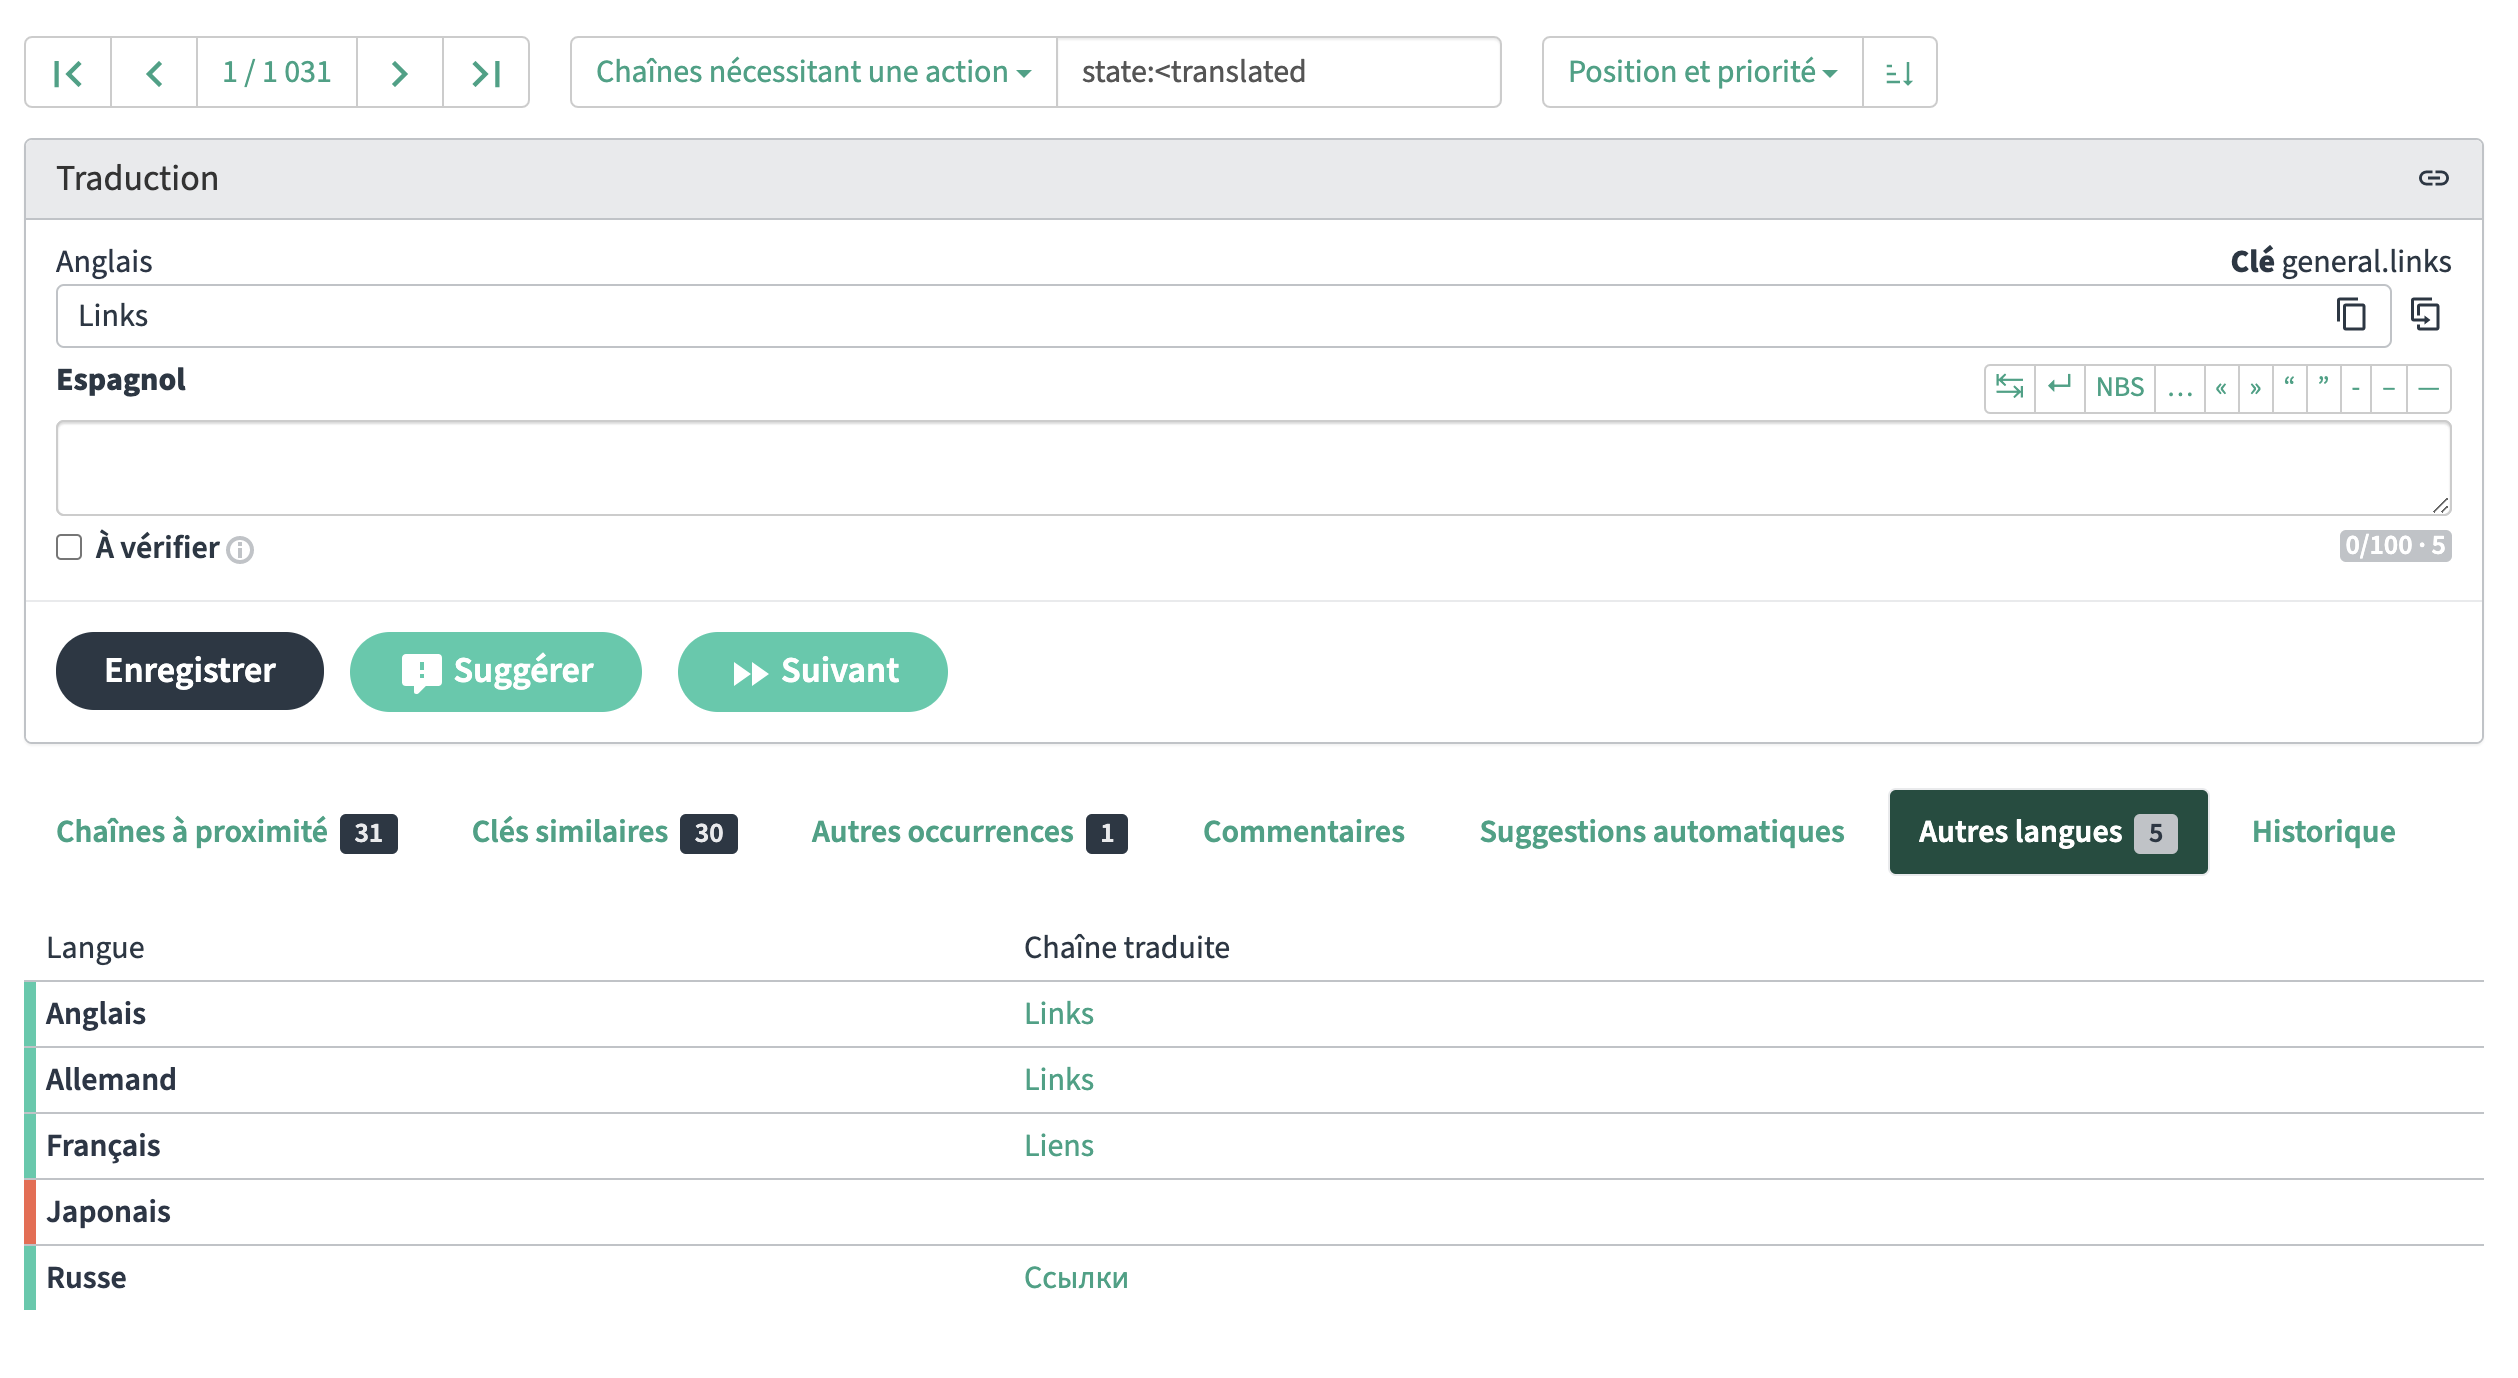 1 / 1 031 Chaînes nécessitant une action state:<translated Position et priorité
Traduction
Anglais Clé general.links
Links
Espagnol NBS … « » “ ” - – —
À vérifier 0/100 · 5
Enregistrer Suggérer Suivant
Chaînes à proximité 31 Clés similaires 30 Autres occurrences 1 Commentaires Suggestions automatiques Autres langues 5 Historique
Langue Chaîne traduite
Anglais Links
Allemand Links
Français Liens
Japonais
Russe Ссылки